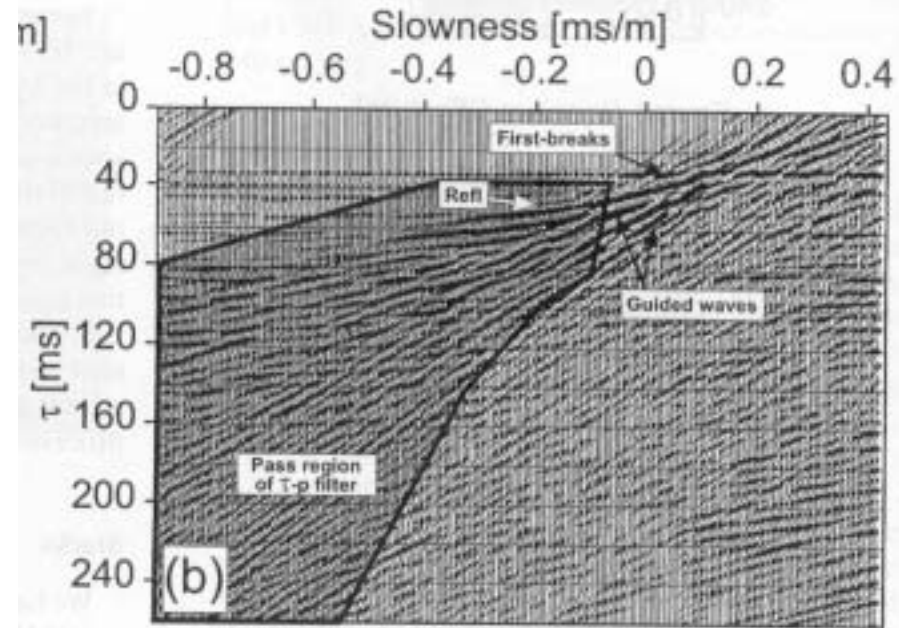 m]
Slowness [ms/m]
-0.8 -0.6 -0.4 -0.2 0 0.2 0.4
0
First-breaks
40
Refl
80
Guided waves
120
τ [ms]
160
Pass region
of τ-p filter
200
240
(b)